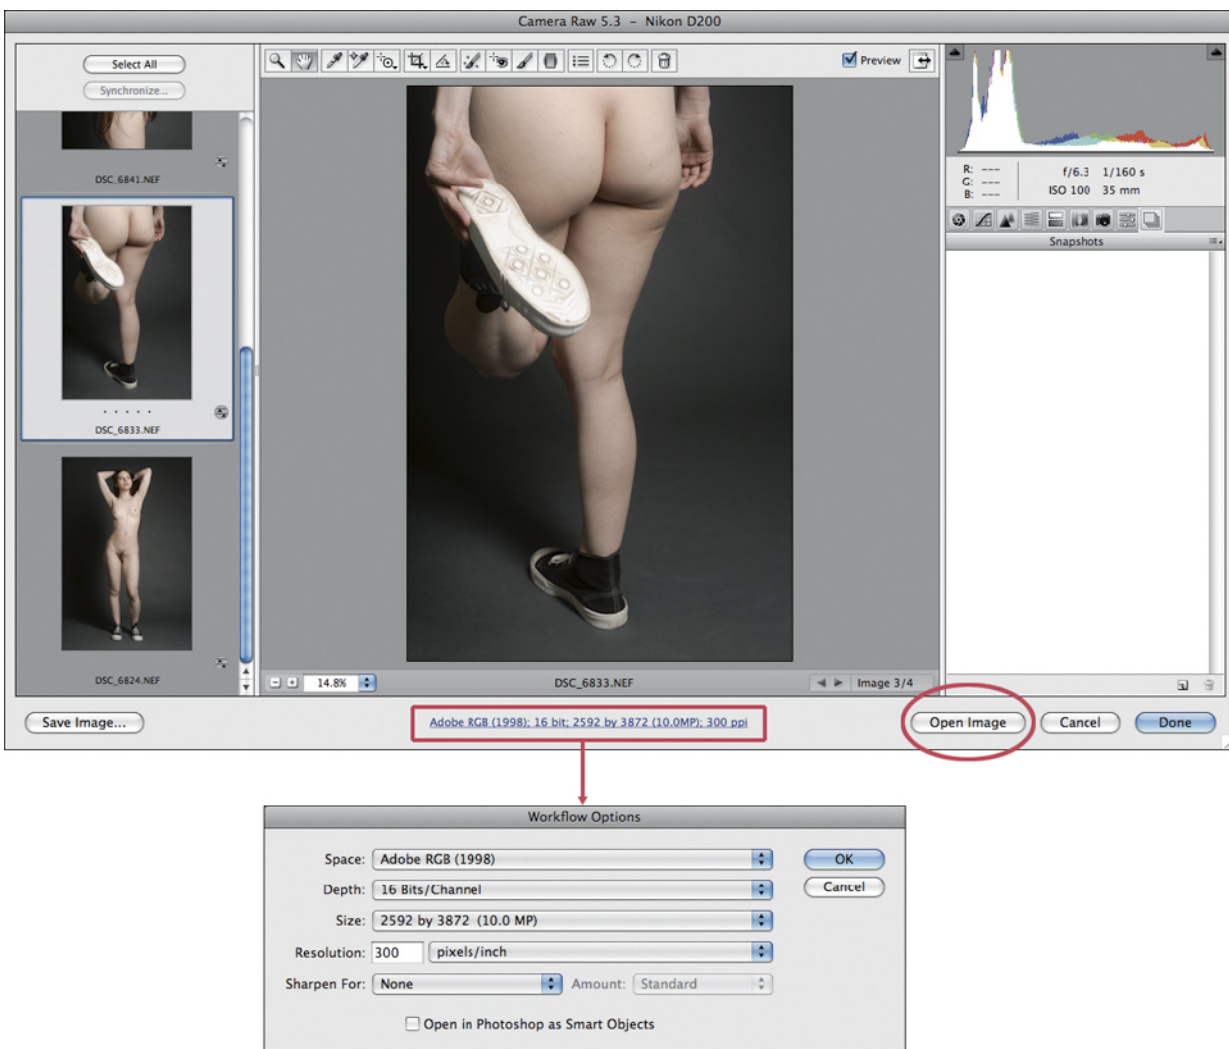 Camera Raw 5.3 – Nikon D200
Select All
Synchronize...
Preview
DSC_6841.NEF
R: ---
G: ---
B: ---
f/6.3 1/160 s
ISO 100 35 mm
Snapshots
DSC_6833.NEF
DSC_6824.NEF
14.8%
DSC_6833.NEF
Image 3/4
Save Image...
Adobe RGB (1998); 16 bit; 2592 by 3872 (10.0MP); 300 ppi
Open Image
Cancel
Done
Workflow Options
Space: Adobe RGB (1998)
OK
Depth: 16 Bits/Channel
Cancel
Size: 2592 by 3872 (10.0 MP)
Resolution: 300 pixels/inch
Sharpen For: None Amount: Standard
Open in Photoshop as Smart Objects